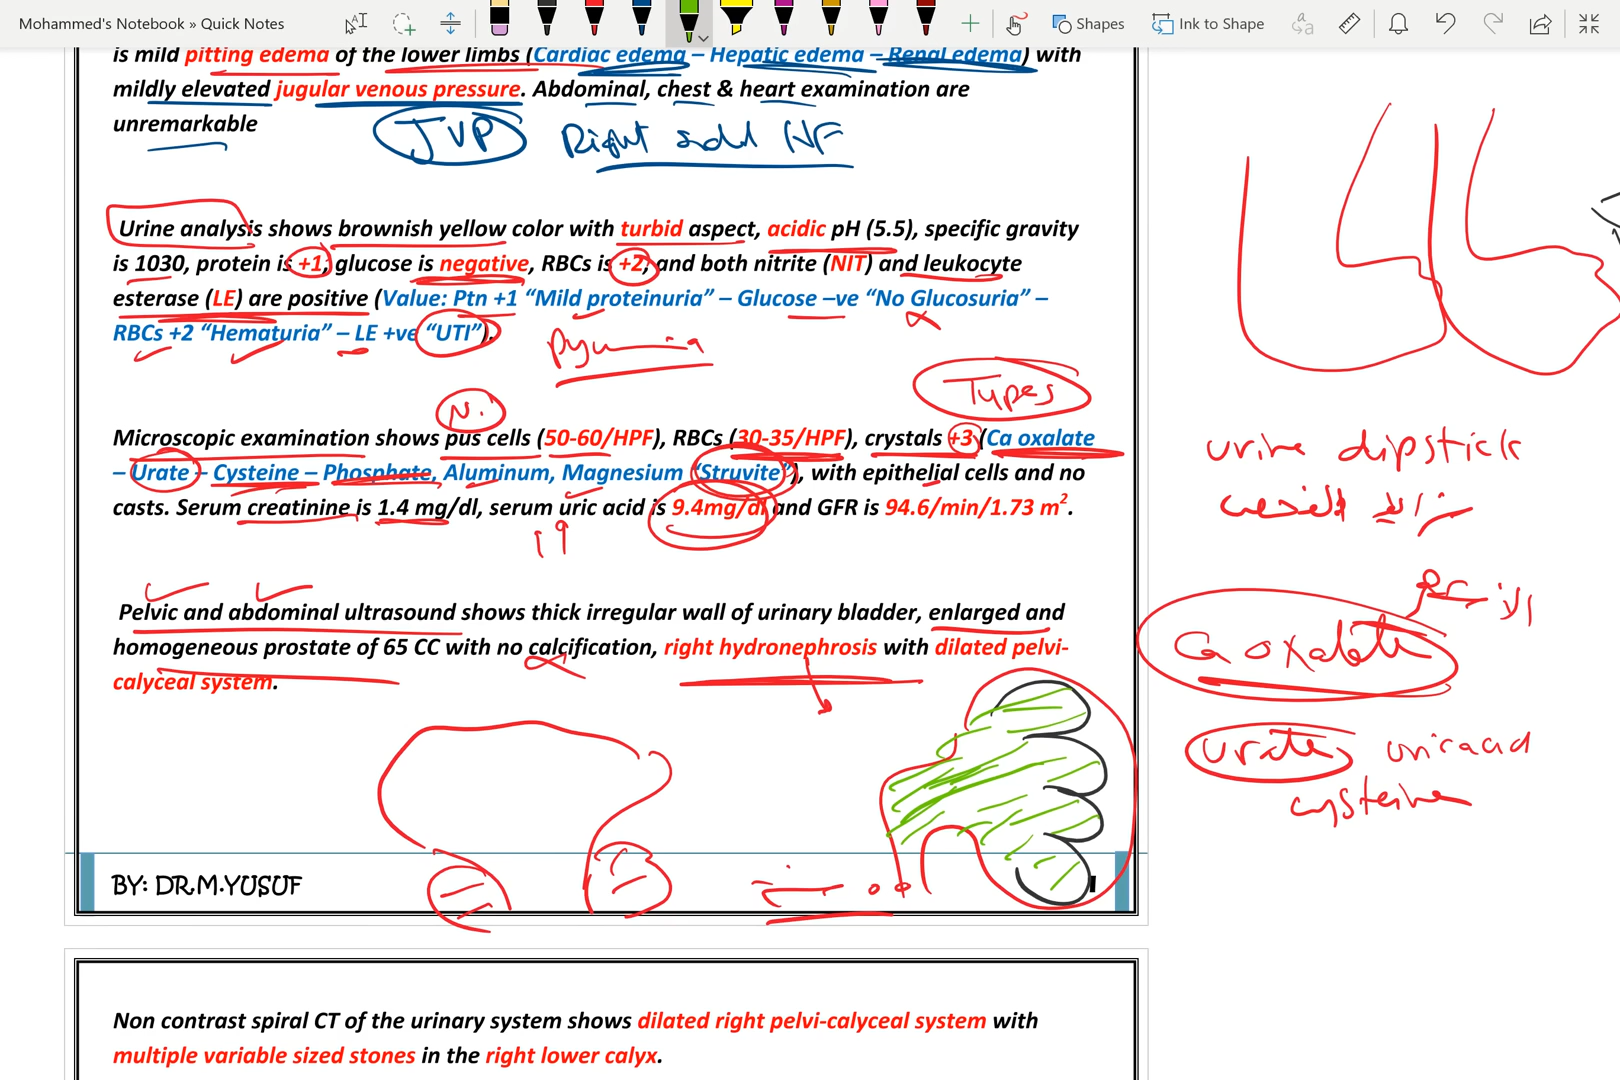 Mohammed's Notebook » Quick Notes
Shapes
Ink to Shape
is mild pitting edema of the lower limbs (Cardiac edema – Hepatic edema – Renal edema) with
mildly elevated jugular venous pressure. Abdominal, chest & heart examination are
unremarkable
JVP Right sided HF
Urine analysis shows brownish yellow color with turbid aspect, acidic pH (5.5), specific gravity
is 1030, protein is +1, glucose is negative, RBCs is +2, and both nitrite (NIT) and leukocyte
esterase (LE) are positive (Value: Ptn +1 “Mild proteinuria” – Glucose –ve “No Glucosuria” –
RBCs +2 “Hematuria” – LE +ve “UTI”).
pyuria
Types
N.
Microscopic examination shows pus cells (50-60/HPF), RBCs (30-35/HPF), crystals +3 (Ca oxalate
– Urate – Cysteine – Phosphate, Aluminum, Magnesium “Struvite”), with epithelial cells and no
casts. Serum creatinine is 1.4 mg/dl, serum uric acid is 9.4mg/dl and GFR is 94.6/min/1.73 m².
urine dipstick
Pelvic and abdominal ultrasound shows thick irregular wall of urinary bladder, enlarged and
homogeneous prostate of 65 CC with no calcification, right hydronephrosis with dilated pelvi-
calyceal system.
Ca oxalate
urate uric acid
cysteine
BY: DR.M.YUSUF
1
Non contrast spiral CT of the urinary system shows dilated right pelvi-calyceal system with
multiple variable sized stones in the right lower calyx.